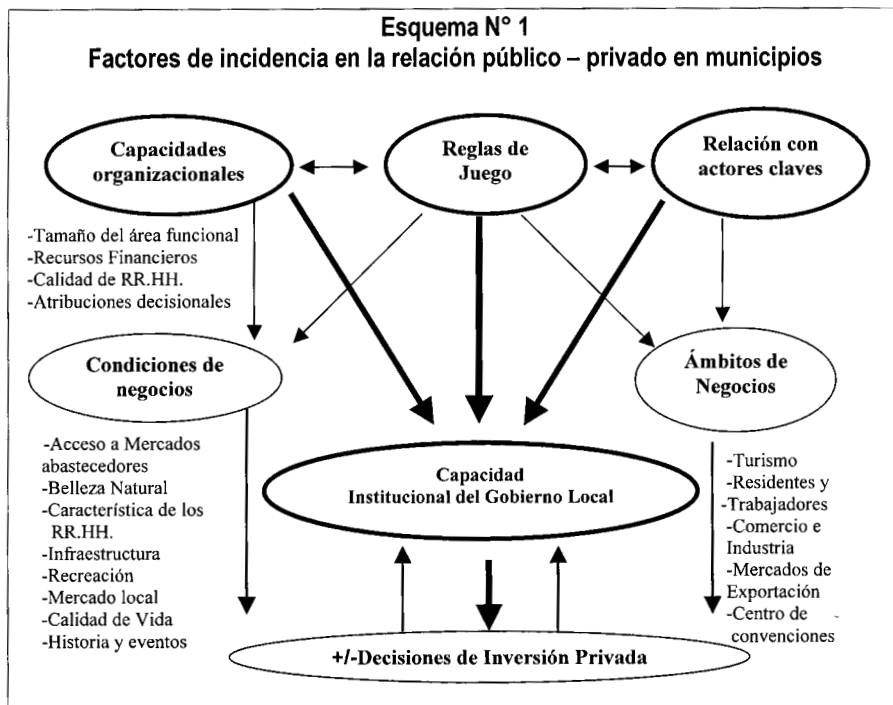 Esquema N° 1
Factores de incidencia en la relación público – privado en municipios
Capacidades
organizacionales
Reglas de
Juego
Relación con
actores claves
-Tamaño del área funcional
-Recursos Financieros
-Calidad de RR.HH.
-Atribuciones decisionales
Condiciones de
negocios
Ámbitos de
Negocios
-Acceso a Mercados
abastecedores
-Belleza Natural
-Característica de los
RR.HH.
-Infraestructura
-Recreación
-Mercado local
-Calidad de Vida
-Historia y eventos
Capacidad
Institucional del Gobierno Local
-Turismo
-Residentes y
-Trabajadores
-Comercio e
Industria
-Mercados de
Exportación
-Centro de
convenciones
+/-Decisiones de Inversión Privada